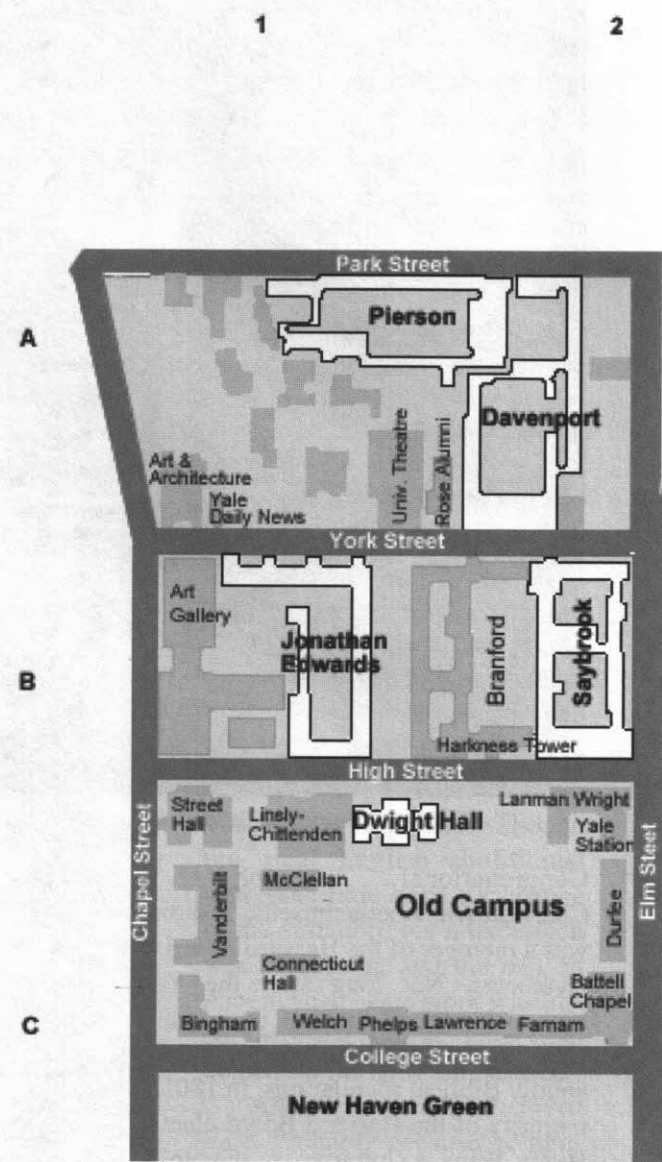 1
2
Park Street
A
Pierson
Davenport
Art &
Architecture
Yale
Daily News
Univ. Theatre
Rose Alumni
York Street
Art
Gallery
Jonathan
Edwards
Branford
Saybrook
B
Harkness Tower
High Street
Chapel Street
Elm Steet
Street
Hall
Linsly-
Chittenden
Dwight Hall
Lanman Wright
Yale
Station
McClellan
Vanderbilt
Old Campus
Durfee
Connecticut
Hall
Battell
Chapel
C
Bingham
Welch
Phelps
Lawrence
Farnam
College Street
New Haven Green